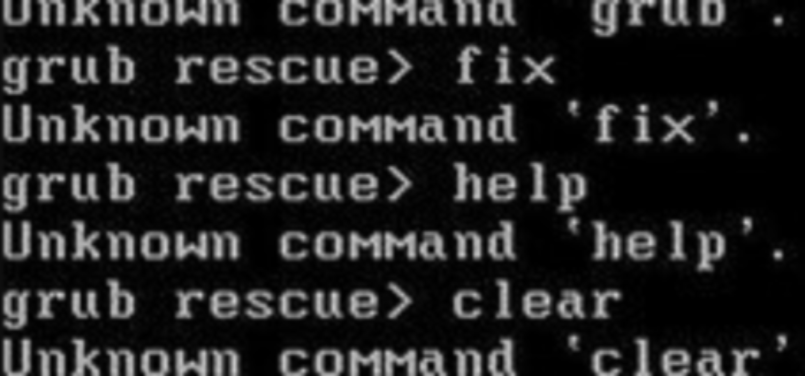 Unknown command `grub'.
grub rescue> fix
Unknown command `fix'.
grub rescue> help
Unknown command `help'.
grub rescue> clear
Unknown command `clear'